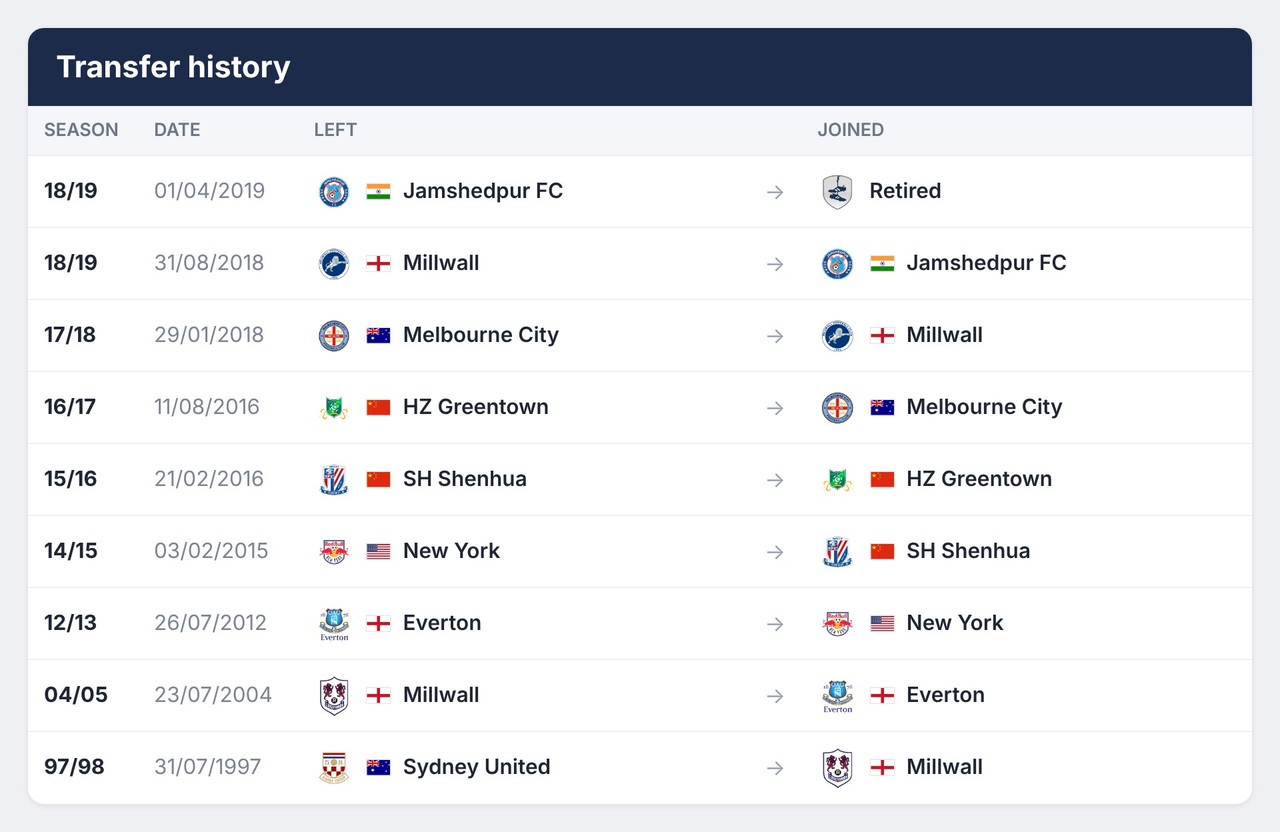 Transfer history
SEASON DATE LEFT JOINED
18/19 01/04/2019 Jamshedpur FC → Retired
18/19 31/08/2018 Millwall → Jamshedpur FC
17/18 29/01/2018 Melbourne City → Millwall
16/17 11/08/2016 HZ Greentown → Melbourne City
15/16 21/02/2016 SH Shenhua → HZ Greentown
14/15 03/02/2015 New York → SH Shenhua
12/13 26/07/2012 Everton Everton → New York
04/05 23/07/2004 Millwall → Everton Everton
97/98 31/07/1997 Sydney United → Millwall